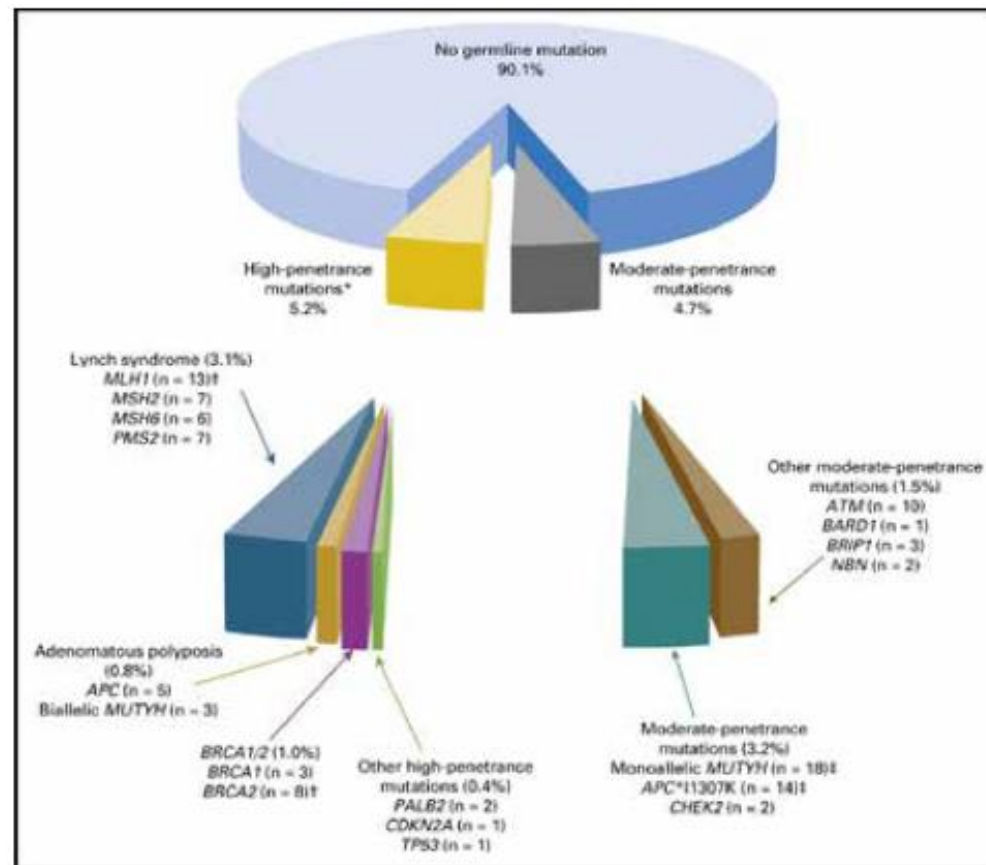 No germline mutation
90.1%
High-penetrance
mutations*
5.2%
Moderate-penetrance
mutations
4.7%
Lynch syndrome (3.1%)
MLH1 (n = 13)†
MSH2 (n = 7)
MSH6 (n = 6)
PMS2 (n = 7)
Other moderate-penetrance
mutations (1.5%)
ATM (n = 10)
BARD1 (n = 1)
BRIP1 (n = 3)
NBN (n = 2)
Adenomatous polyposis
(0.8%)
APC (n = 5)
Biallelic MUTYH (n = 3)
BRCA1/2 (1.0%)
BRCA1 (n = 3)
BRCA2 (n = 8)†
Other high-penetrance
mutations (0.4%)
PALB2 (n = 2)
CDKN2A (n = 1)
TP53 (n = 1)
Moderate-penetrance
mutations (3.2%)
Monoallelic MUTYH (n = 18)‡
APC*I1307K (n = 14)‡
CHEK2 (n = 2)